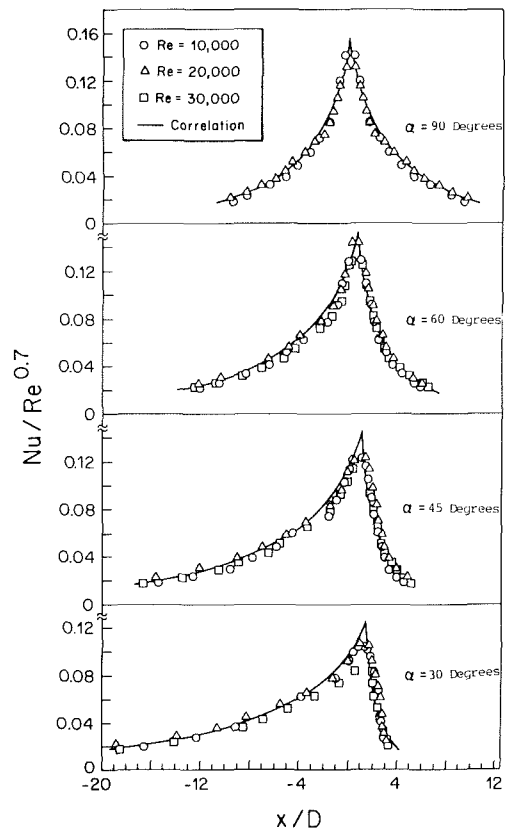 0.16
○ Re = 10,000
△ Re = 20,000
□ Re = 30,000
— Correlation
0.12
α = 90 Degrees
0.08
0.04
0
0.12
0.08
α = 60 Degrees
0.04
0
0.12
0.08
α = 45 Degrees
0.04
0
0.12
0.08
α = 30 Degrees
0.04
0
Nu / Re^0.7
-20 -12 -4 4 12
x / D